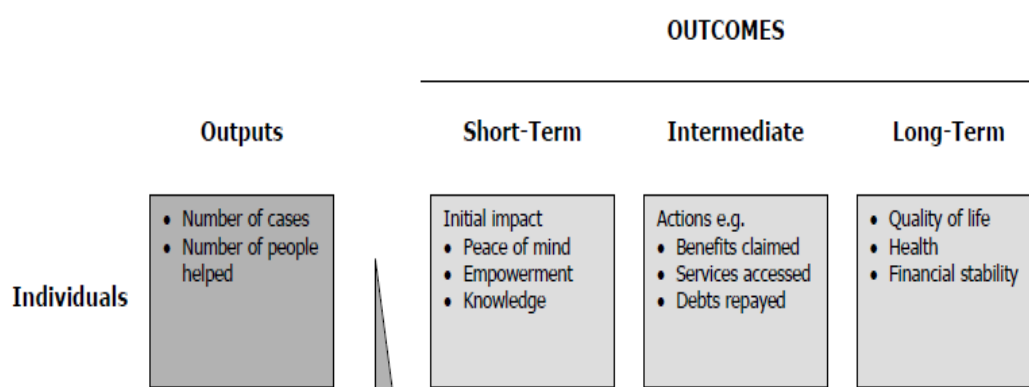 OUTCOMES
Outputs
Short-Term
Intermediate
Long-Term
Individuals
• Number of cases
• Number of people
helped
Initial impact
• Peace of mind
• Empowerment
• Knowledge
Actions e.g.
• Benefits claimed
• Services accessed
• Debts repayed
• Quality of life
• Health
• Financial stability